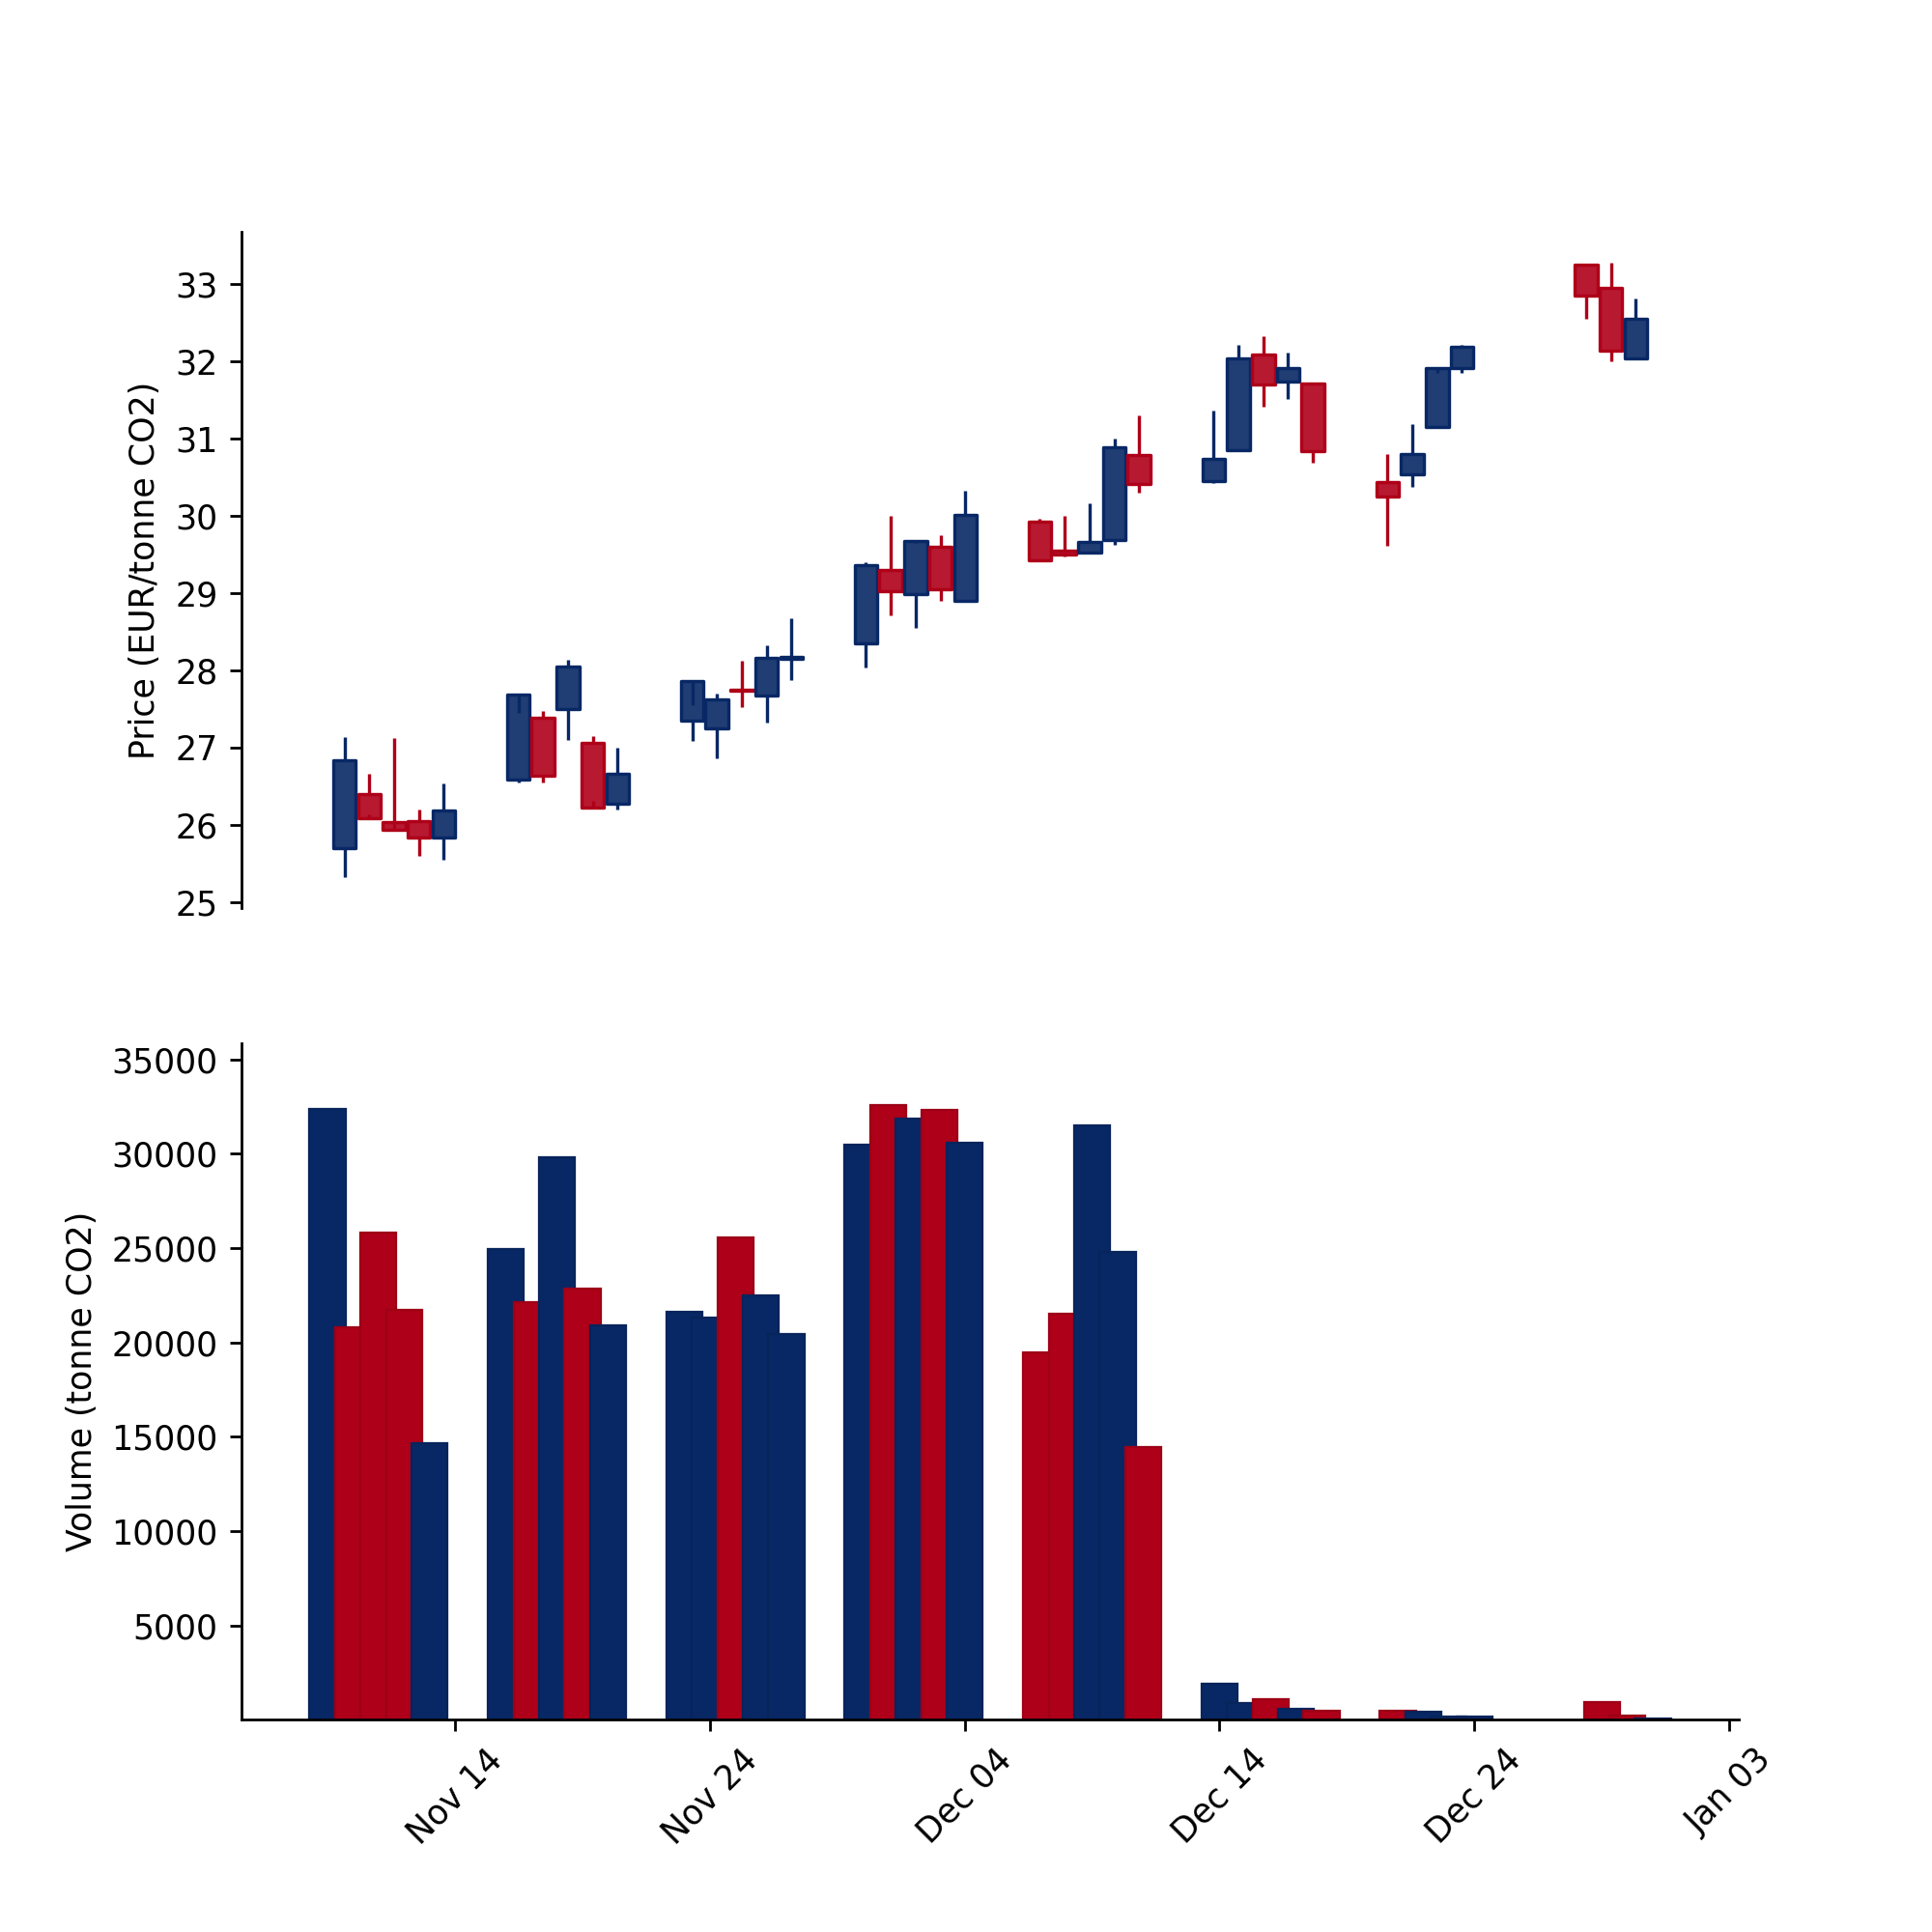 33
32
31
30
29
28
27
26
25
Price (EUR/tonne CO2)
35000
30000
25000
20000
15000
10000
5000
Volume (tonne CO2)
Nov 14
Nov 24
Dec 04
Dec 14
Dec 24
Jan 03